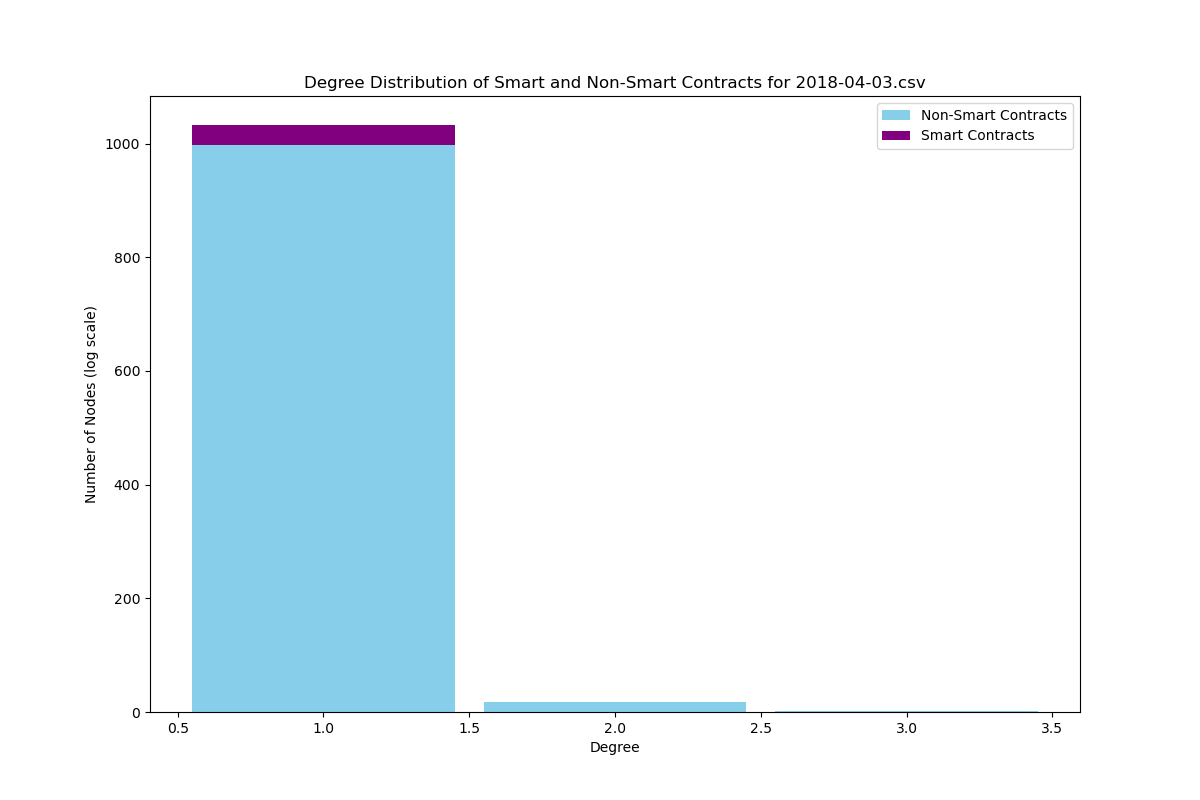 Degree Distribution of Smart and Non-Smart Contracts for 2018-04-03.csv
Non-Smart Contracts
Smart Contracts
Number of Nodes (log scale)
1000
800
600
400
200
0
0.5 1.0 1.5 2.0 2.5 3.0 3.5
Degree